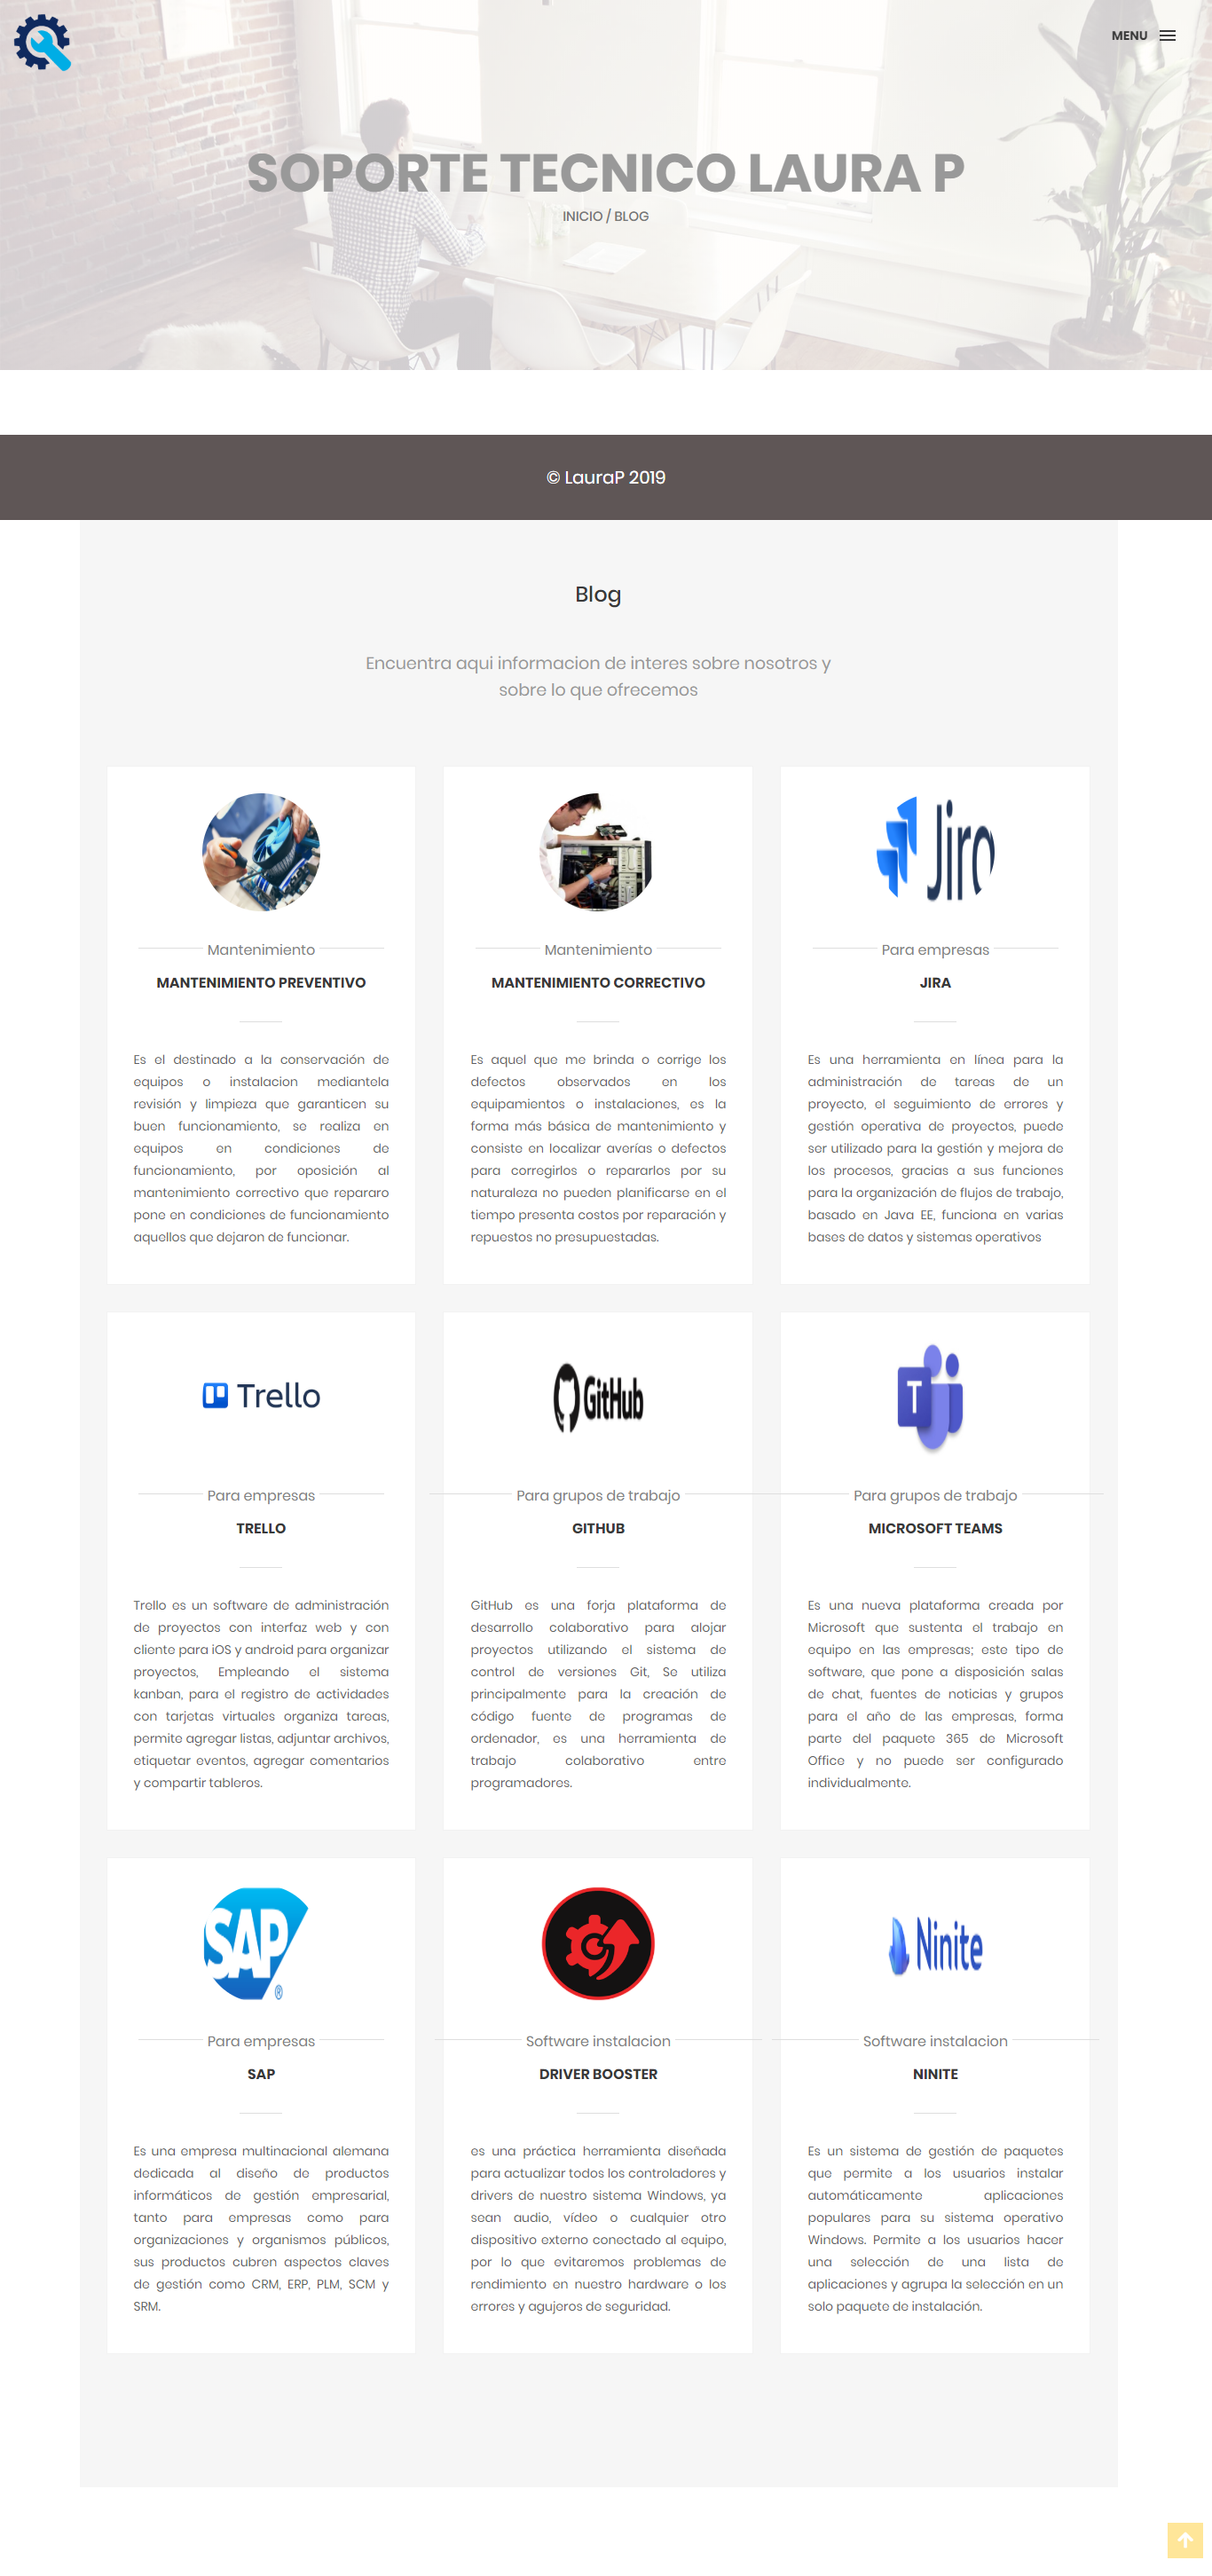 MENU
SOPORTE TECNICO LAURA P
INICIO / BLOG
© LauraP 2019
Blog
Encuentra aqui informacion de interes sobre nosotros y
sobre lo que ofrecemos
Mantenimiento
MANTENIMIENTO PREVENTIVO
Es el destinado a la conservación de
equipos o instalacion mediantela
revisión y limpieza que garanticen su
buen funcionamiento, se realiza en
equipos en condiciones de
funcionamiento, por oposición al
mantenimiento correctivo que repararo
pone en condiciones de funcionamiento
aquellos que dejaron de funcionar.
Mantenimiento
MANTENIMIENTO CORRECTIVO
Es aquel que me brinda o corrige los
defectos observados en los
equipamientos o instalaciones, es la
forma más básica de mantenimiento y
consiste en localizar averías o defectos
para corregirlos o repararlos por su
naturaleza no pueden planificarse en el
tiempo presenta costos por reparación y
repuestos no presupuestadas.
Jira
Para empresas
JIRA
Es una herramienta en línea para la
administración de tareas de un
proyecto, el seguimiento de errores y
gestión operativa de proyectos, puede
ser utilizado para la gestión y mejora de
los procesos, gracias a sus funciones
para la organización de flujos de trabajo,
basado en Java EE, funciona en varias
bases de datos y sistemas operativos
Trello
Para empresas
TRELLO
Trello es un software de administración
de proyectos con interfaz web y con
cliente para iOS y android para organizar
proyectos, Empleando el sistema
kanban, para el registro de actividades
con tarjetas virtuales organiza tareas,
permite agregar listas, adjuntar archivos,
etiquetar eventos, agregar comentarios
y compartir tableros.
GitHub
Para grupos de trabajo
GITHUB
GitHub es una forja plataforma de
desarrollo colaborativo para alojar
proyectos utilizando el sistema de
control de versiones Git, Se utiliza
principalmente para la creación de
código fuente de programas de
ordenador, es una herramienta de
trabajo colaborativo entre
programadores.
T
Para grupos de trabajo
MICROSOFT TEAMS
Es una nueva plataforma creada por
Microsoft que sustenta el trabajo en
equipo en las empresas; este tipo de
software, que pone a disposición salas
de chat, fuentes de noticias y grupos
para el año de las empresas, forma
parte del paquete 365 de Microsoft
Office y no puede ser configurado
individualmente.
SAP ®
Para empresas
SAP
Es una empresa multinacional alemana
dedicada al diseño de productos
informáticos de gestión empresarial,
tanto para empresas como para
organizaciones y organismos públicos,
sus productos cubren aspectos claves
de gestión como CRM, ERP, PLM, SCM y
SRM.
Software instalacion
DRIVER BOOSTER
es una práctica herramienta diseñada
para actualizar todos los controladores y
drivers de nuestro sistema Windows, ya
sean audio, vídeo o cualquier otro
dispositivo externo conectado al equipo,
por lo que evitaremos problemas de
rendimiento en nuestro hardware o los
errores y agujeros de seguridad.
Ninite
Software instalacion
NINITE
Es un sistema de gestión de paquetes
que permite a los usuarios instalar
automáticamente aplicaciones
populares para su sistema operativo
Windows. Permite a los usuarios hacer
una selección de una lista de
aplicaciones y agrupa la selección en un
solo paquete de instalación.